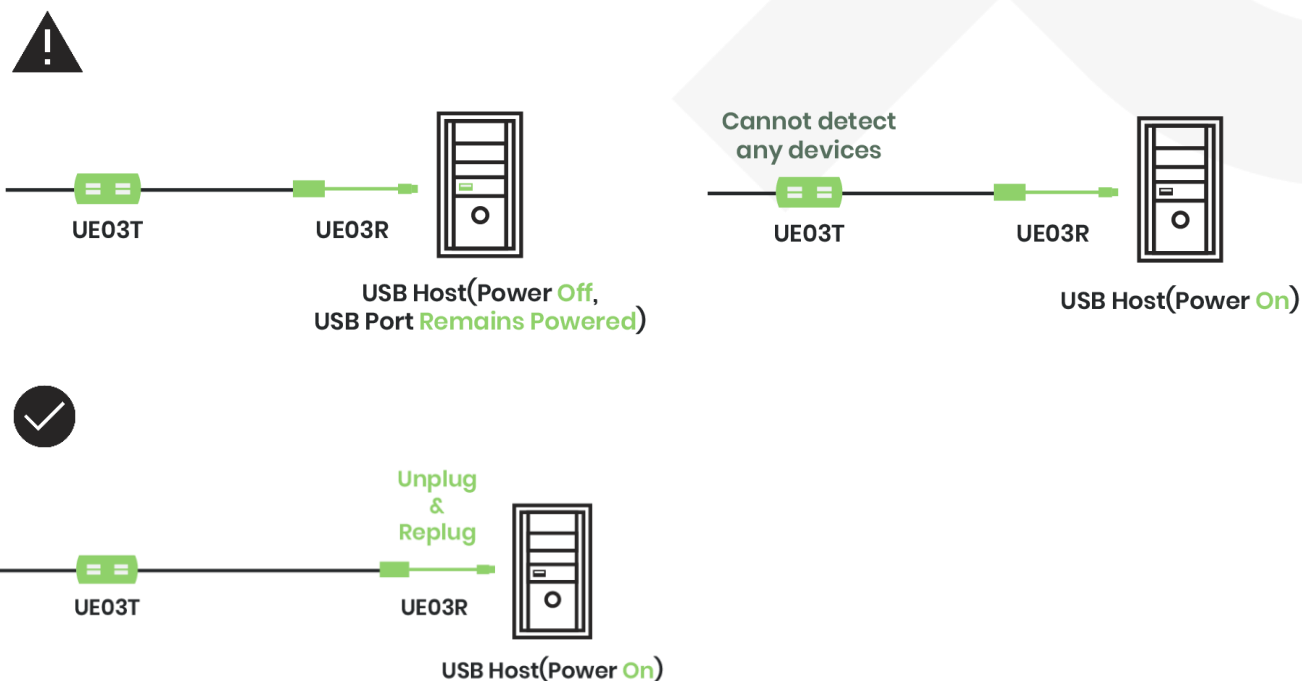 UE03T
UE03R
USB Host(Power Off,
USB Port Remains Powered)
Cannot detect
any devices
UE03T
UE03R
USB Host(Power On)
Unplug
&
Replug
UE03T
UE03R
USB Host(Power On)